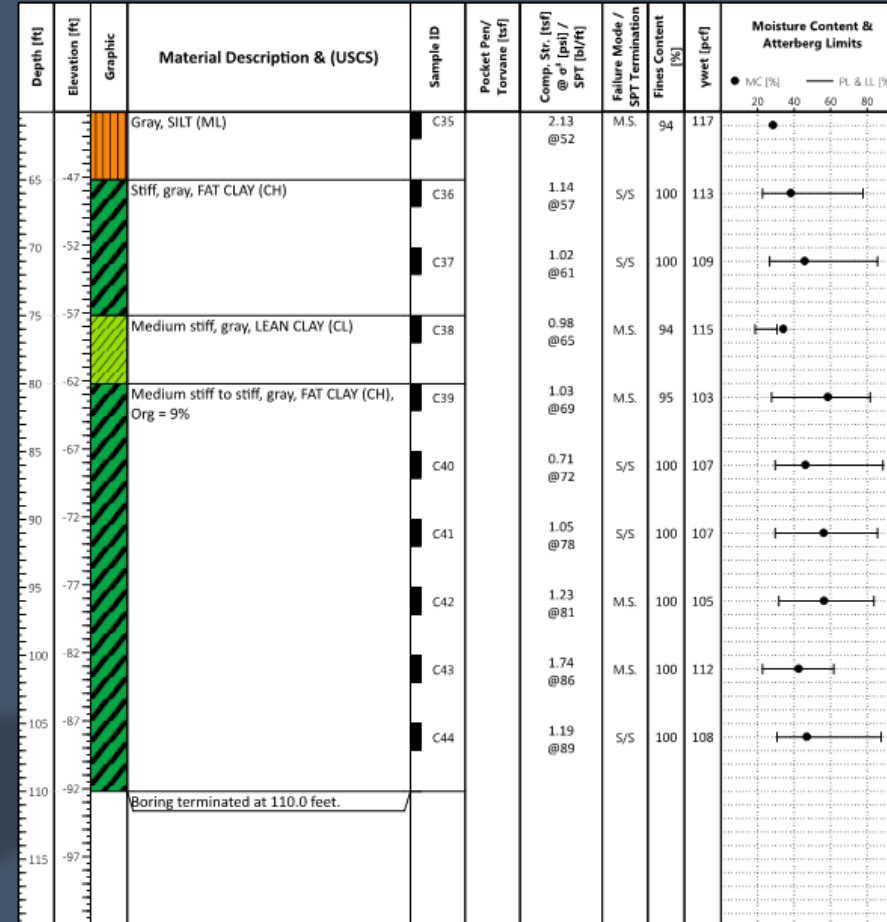 Depth [ft]
Elevation [ft]
Graphic
Material Description & (USCS)
Sample ID
Pocket Pen/
Torvane [tsf]
Comp. Str. [tsf]
@ σ³ [psi] /
SPT [bl/ft]
Failure Mode /
SPT Termination
Fines Content
[%]
γwet [pcf]
Moisture Content &
Atterberg Limits
MC [%] PL & LL [%
20 40 60 80
Gray, SILT (ML) C35 2.13 M.S. 94 117
@52
65 -47
Stiff, gray, FAT CLAY (CH) C36 1.14 S/S 100 113
@57
70 -52
C37 1.02 S/S 100 109
@61
75 -57
Medium stiff, gray, LEAN CLAY (CL) C38 0.98 M.S. 94 115
@65
80 -62
Medium stiff to stiff, gray, FAT CLAY (CH), C39 1.03 M.S. 95 103
Org = 9% @69
85 -67
C40 0.71 S/S 100 107
@72
90 -72
C41 1.05 S/S 100 107
@78
95 -77
C42 1.23 M.S. 100 105
@81
100 -82
C43 1.74 M.S. 100 112
@86
105 -87
C44 1.19 S/S 100 108
@89
110 -92
Boring terminated at 110.0 feet.
115 -97